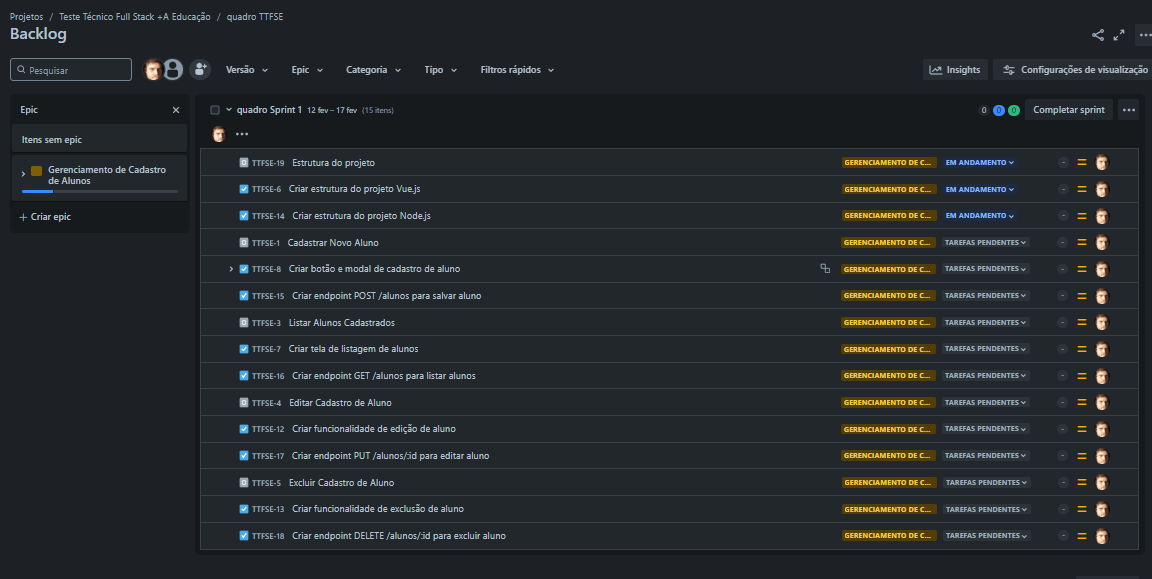 Projetos / Teste Técnico Full Stack +A Educação / quadro TTFSE
Backlog
Pesquisar
Versão
Epic
Categoria
Tipo
Filtros rápidos
Insights
Configurações de visualização
Epic
Itens sem epic
Gerenciamento de Cadastro
de Alunos
+ Criar epic
quadro Sprint 1 12 fev – 17 fev (15 itens)
0 0 0
Completar sprint
TTFSE-19 Estrutura do projeto GERENCIAMENTO DE C... EM ANDAMENTO -
TTFSE-6 Criar estrutura do projeto Vue.js GERENCIAMENTO DE C... EM ANDAMENTO -
TTFSE-14 Criar estrutura do projeto Node.js GERENCIAMENTO DE C... EM ANDAMENTO -
TTFSE-1 Cadastrar Novo Aluno GERENCIAMENTO DE C... TAREFAS PENDENTES -
TTFSE-8 Criar botão e modal de cadastro de aluno GERENCIAMENTO DE C... TAREFAS PENDENTES -
TTFSE-15 Criar endpoint POST /alunos para salvar aluno GERENCIAMENTO DE C... TAREFAS PENDENTES -
TTFSE-3 Listar Alunos Cadastrados GERENCIAMENTO DE C... TAREFAS PENDENTES -
TTFSE-7 Criar tela de listagem de alunos GERENCIAMENTO DE C... TAREFAS PENDENTES -
TTFSE-16 Criar endpoint GET /alunos para listar alunos GERENCIAMENTO DE C... TAREFAS PENDENTES -
TTFSE-4 Editar Cadastro de Aluno GERENCIAMENTO DE C... TAREFAS PENDENTES -
TTFSE-12 Criar funcionalidade de edição de aluno GERENCIAMENTO DE C... TAREFAS PENDENTES -
TTFSE-17 Criar endpoint PUT /alunos/:id para editar aluno GERENCIAMENTO DE C... TAREFAS PENDENTES -
TTFSE-5 Excluir Cadastro de Aluno GERENCIAMENTO DE C... TAREFAS PENDENTES -
TTFSE-13 Criar funcionalidade de exclusão de aluno GERENCIAMENTO DE C... TAREFAS PENDENTES -
TTFSE-18 Criar endpoint DELETE /alunos/:id para excluir aluno GERENCIAMENTO DE C... TAREFAS PENDENTES -